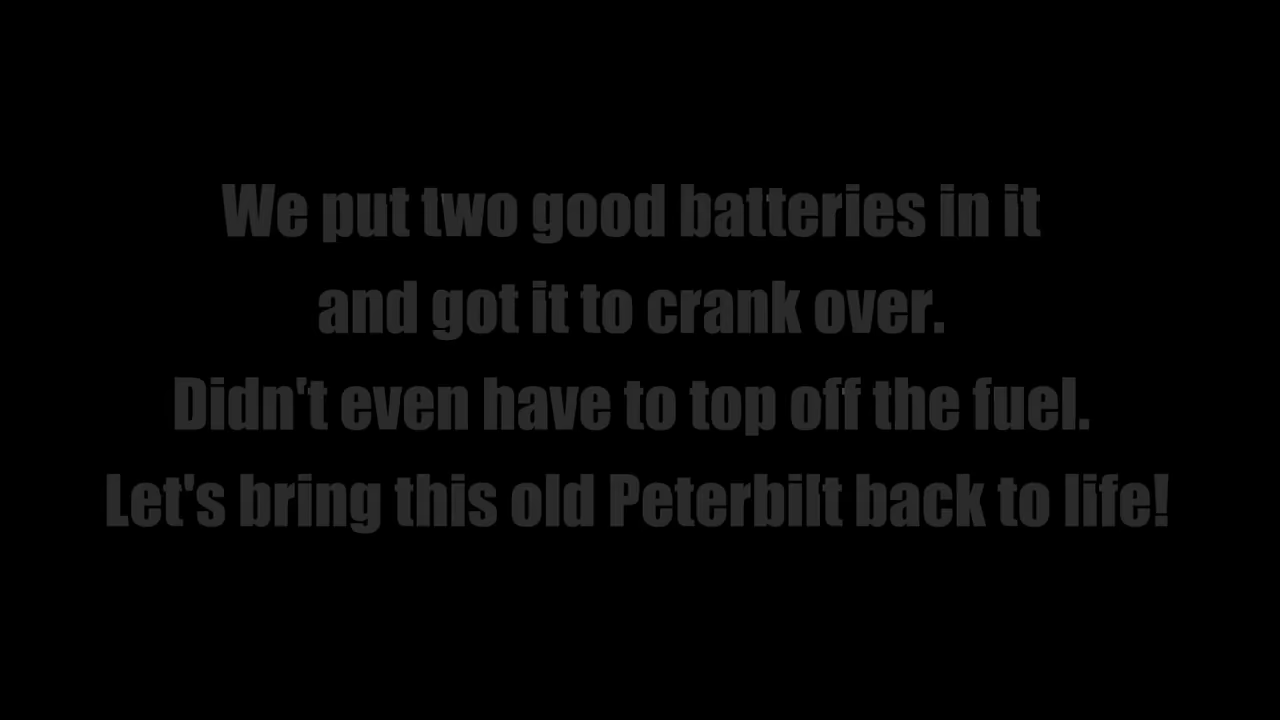 We put two good batteries in it
and got it to crank over.
Didn't even have to top off the fuel.
Let's bring this old Peterbilt back to life!